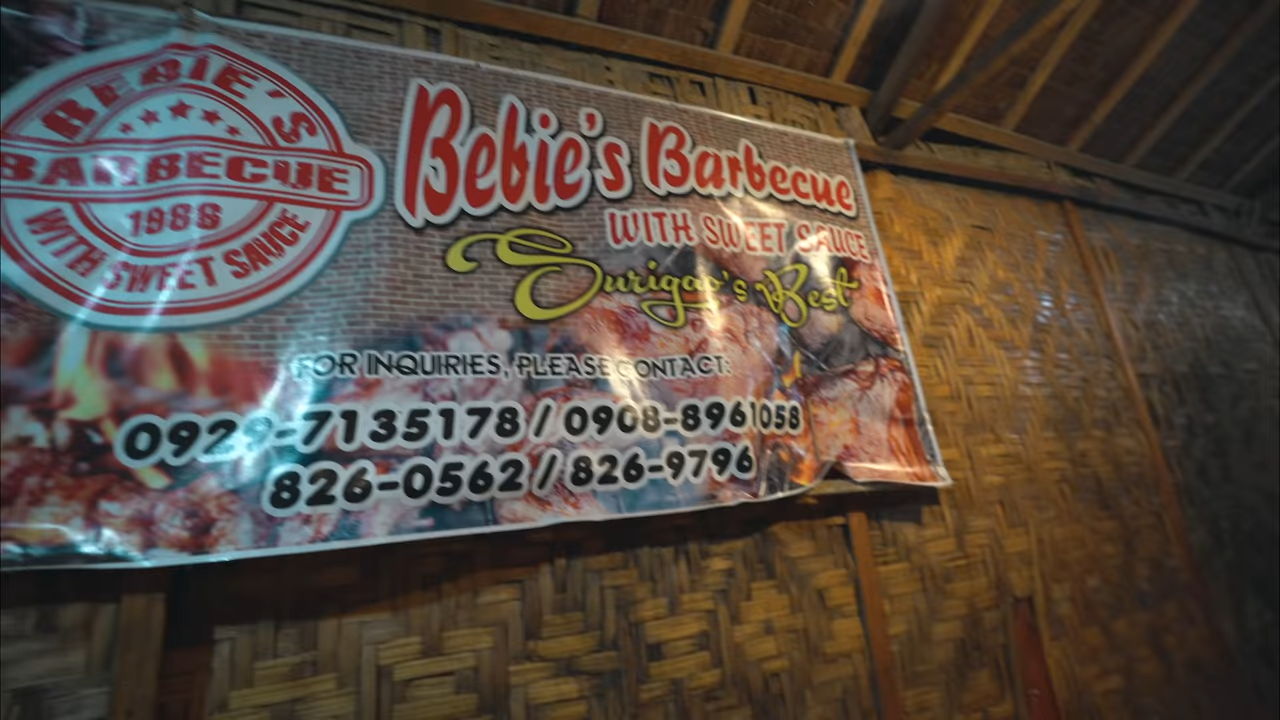 BEBIE'S
BARBECUE
1988
WITH SWEET SAUCE
Bebie's Barbecue
WITH SWEET SAUCE
Surigao's Best
FOR INQUIRIES, PLEASE CONTACT:
0929-7135178 / 0908-8961058
826-0562 / 826-9796